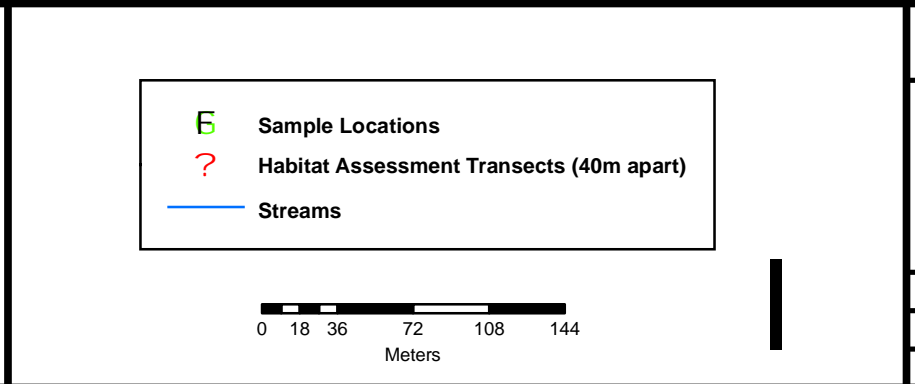 Sample Locations
? Habitat Assessment Transects (40m apart)
Streams
0 18 36 72 108 144
Meters